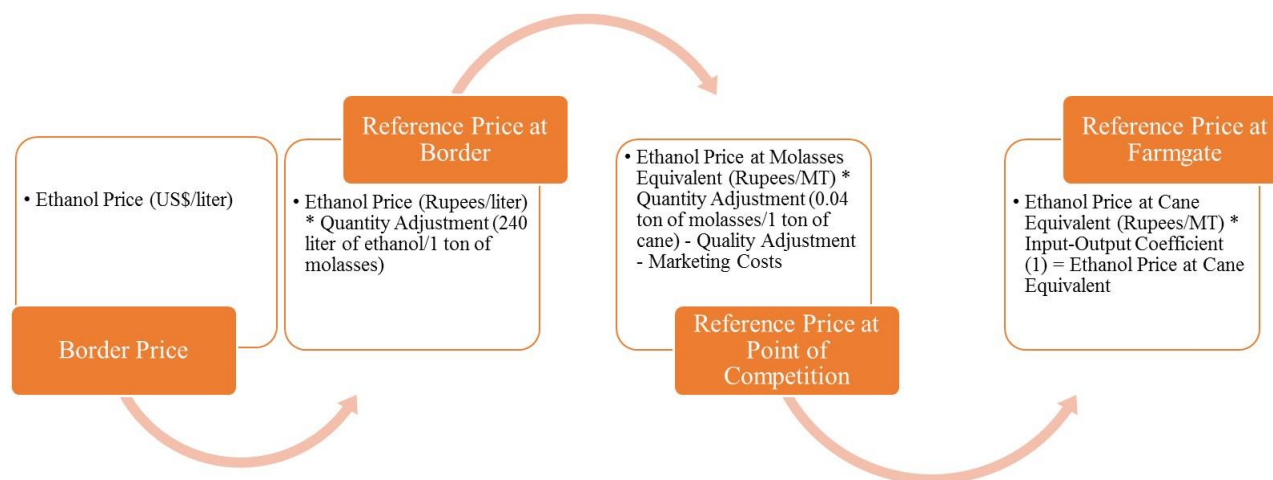 • Ethanol Price (US$/liter)
Border Price
Reference Price at
Border
• Ethanol Price (Rupees/liter)
* Quantity Adjustment (240
liter of ethanol/1 ton of
molasses)
• Ethanol Price at Molasses
Equivalent (Rupees/MT) *
Quantity Adjustment (0.04
ton of molasses/1 ton of
cane) - Quality Adjustment
- Marketing Costs
Reference Price at
Point of
Competition
Reference Price at
Farmgate
• Ethanol Price at Cane
Equivalent (Rupees/MT) *
Input-Output Coefficient
(1) = Ethanol Price at Cane
Equivalent